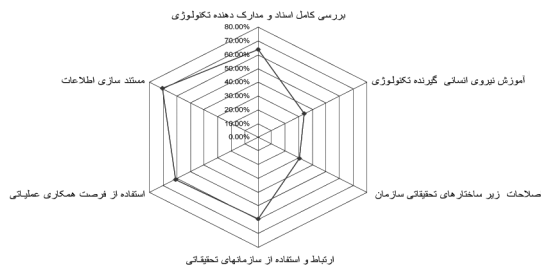 بررسی کامل اسناد و مدارک دهنده تکنولوژی
80.00%
70.00%
60.00%
50.00%
40.00%
30.00%
20.00%
10.00%
0.00%
آموزش نیروی انسانی گیرنده تکنولوژی
صلاحات زیر ساختارهای تحقیقاتی سازمان
ارتباط و استفاده از سازمانهای تحقیقاتی
استفاده از فرصت همکاری عملیاتی
مستند سازی اطلاعات